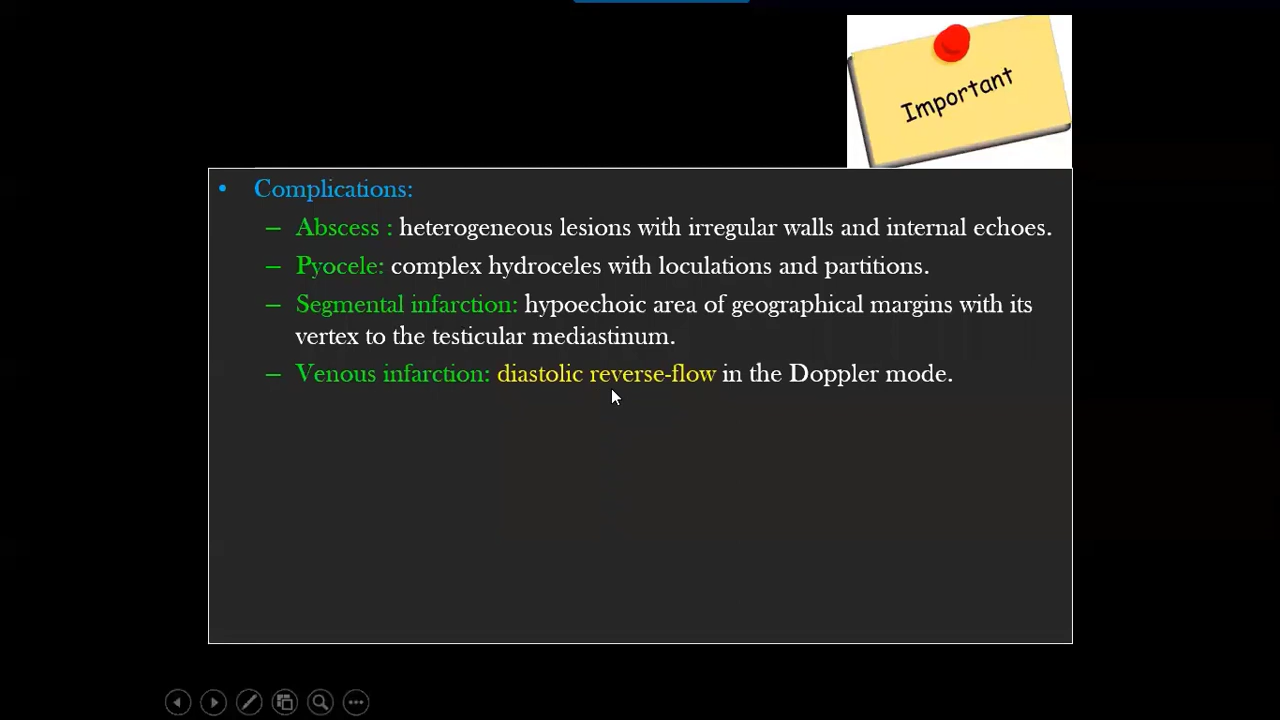 Important
• Complications:
– Abscess : heterogeneous lesions with irregular walls and internal echoes.
– Pyocele: complex hydroceles with loculations and partitions.
– Segmental infarction: hypoechoic area of geographical margins with its
vertex to the testicular mediastinum.
– Venous infarction: diastolic reverse-flow in the Doppler mode.